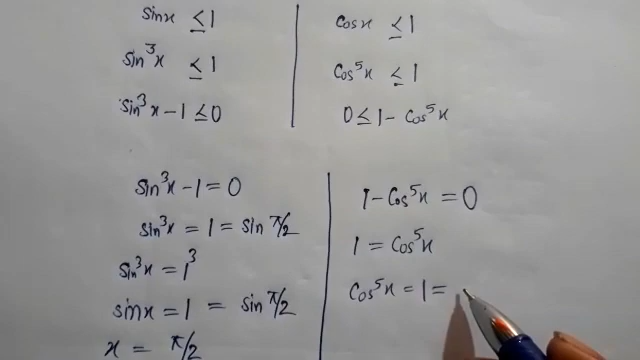 sinx ≤ 1
sin³x ≤ 1
sin³x - 1 ≤ 0
cosx ≤ 1
cos⁵x ≤ 1
0 ≤ 1 - cos⁵x
sin³x - 1 = 0
sin³x = 1 = sin π/2
sin³x = 1³
sinx = 1 = sin π/2
x = π/2
1 - cos⁵x = 0
1 = cos⁵x
cos⁵x = 1 =